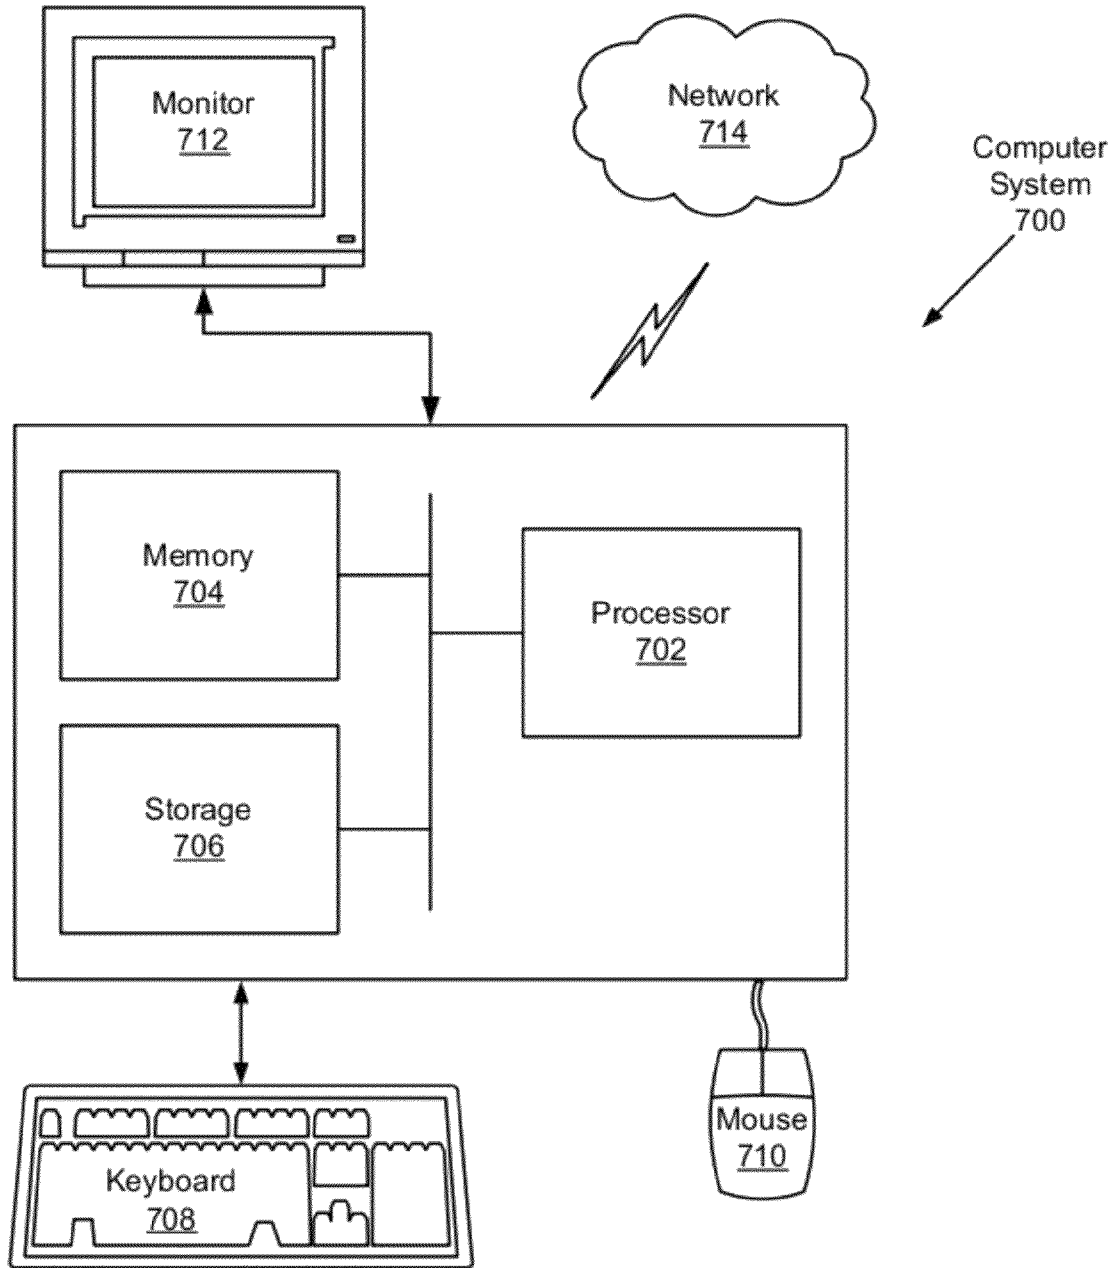 Monitor
712
Network
714
Computer
System
700
Memory
704
Processor
702
Storage
706
Keyboard
708
Mouse
710